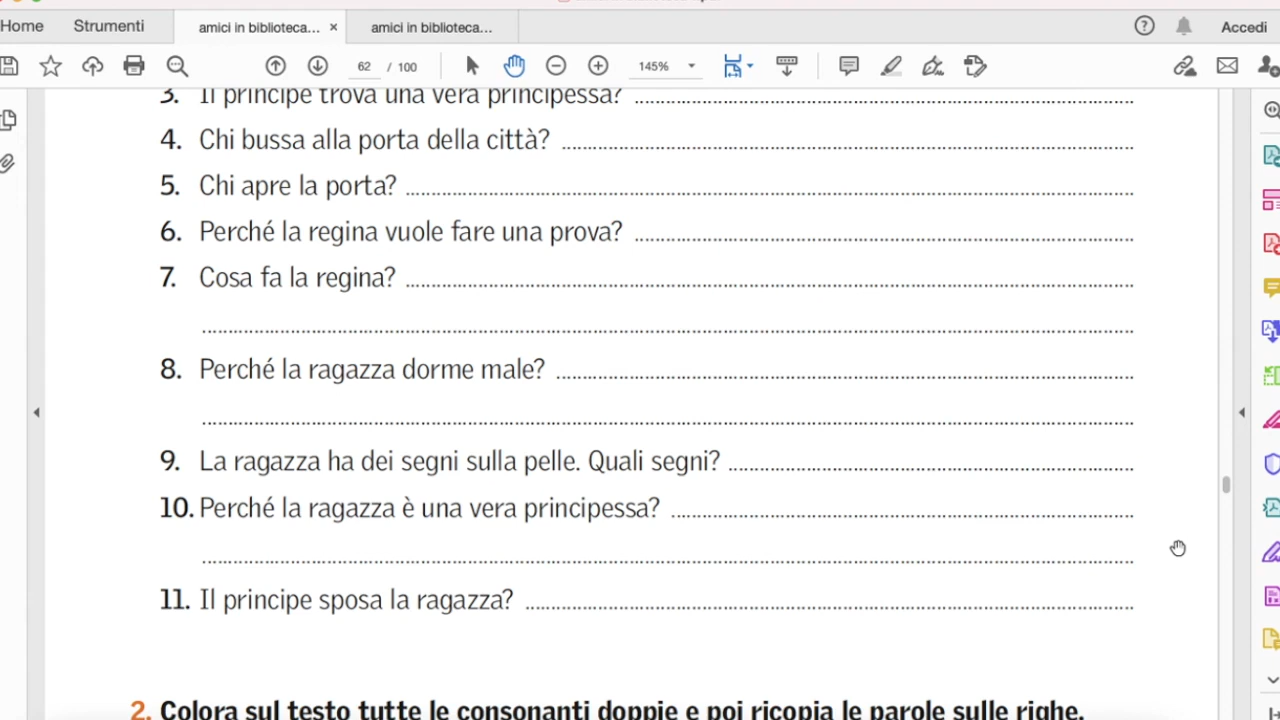 Home Strumenti amici in biblioteca... × amici in biblioteca... Accedi
62 / 100 145%
3. Il principe trova una vera principessa?
4. Chi bussa alla porta della città?
5. Chi apre la porta?
6. Perché la regina vuole fare una prova?
7. Cosa fa la regina?
8. Perché la ragazza dorme male?
9. La ragazza ha dei segni sulla pelle. Quali segni?
10. Perché la ragazza è una vera principessa?
11. Il principe sposa la ragazza?
2. Colora sul testo tutte le consonanti doppie e poi ricopia le parole sulle righe.